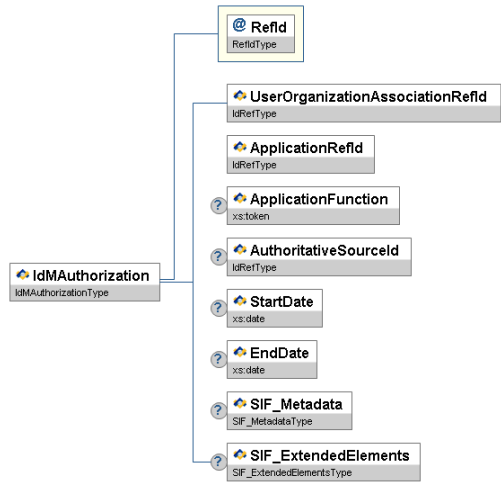 @ RefId
RefIdType
UserOrganizationAssociationRefId
IdRefType
ApplicationRefId
IdRefType
? ApplicationFunction
xs:token
? AuthoritativeSourceId
IdRefType
IdMAuthorization
IdMAuthorizationType
? StartDate
xs:date
? EndDate
xs:date
? SIF_Metadata
SIF_MetadataType
? SIF_ExtendedElements
SIF_ExtendedElementsType